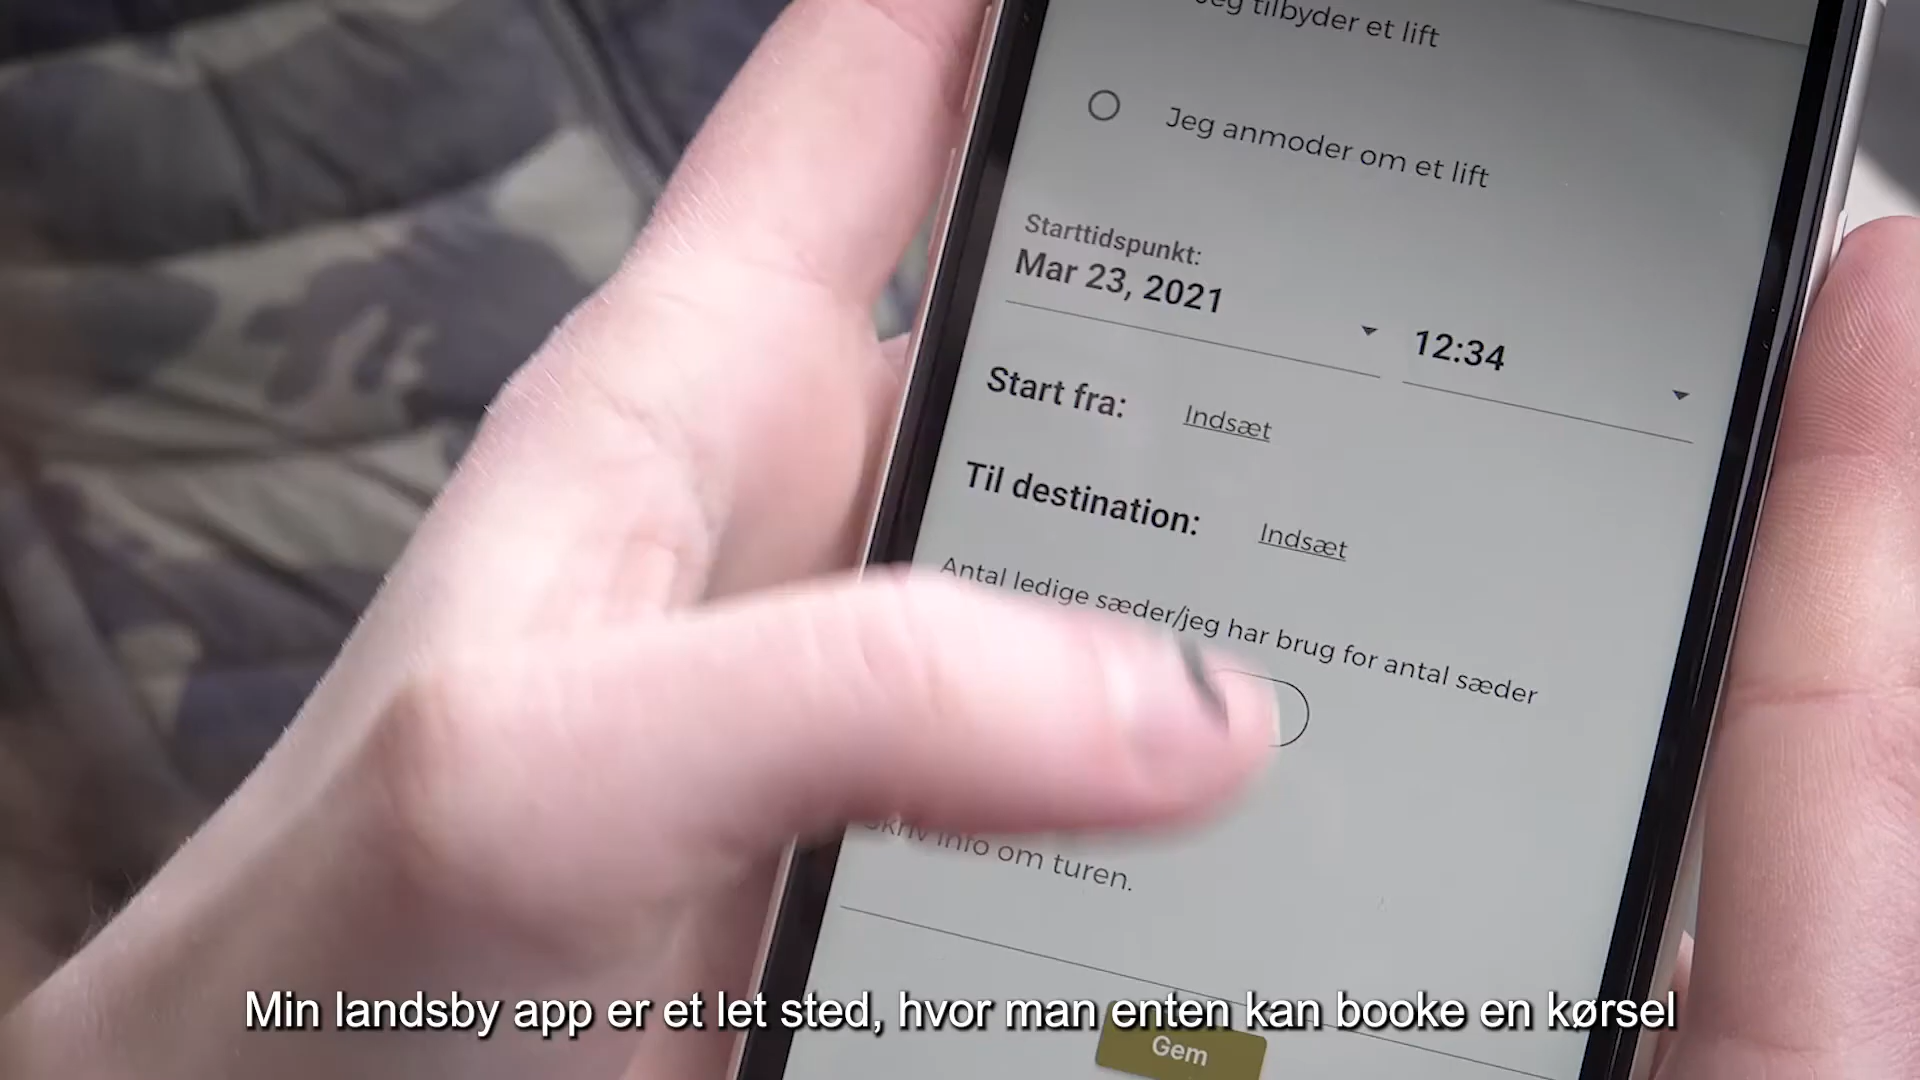 Jeg tilbyder et lift
Jeg anmoder om et lift
Starttidspunkt:
Mar 23, 2021
12:34
Start fra: Indsæt
Til destination: Indsæt
Antal ledige sæder/jeg har brug for antal sæder
Skriv info om turen.
Min landsby app er et let sted, hvor man enten kan booke en kørsel
Gem